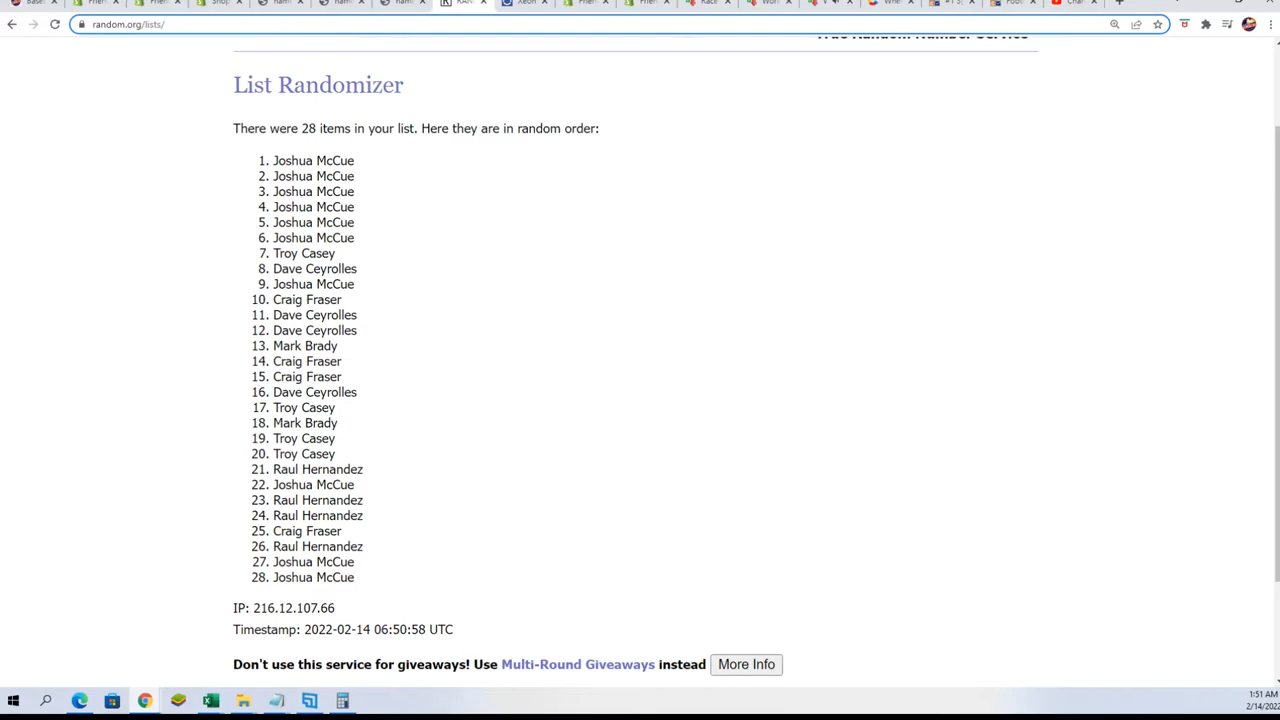 random.org/lists/
List Randomizer
There were 28 items in your list. Here they are in random order:
1. Joshua McCue
2. Joshua McCue
3. Joshua McCue
4. Joshua McCue
5. Joshua McCue
6. Joshua McCue
7. Troy Casey
8. Dave Ceyrolles
9. Joshua McCue
10. Craig Fraser
11. Dave Ceyrolles
12. Dave Ceyrolles
13. Mark Brady
14. Craig Fraser
15. Craig Fraser
16. Dave Ceyrolles
17. Troy Casey
18. Mark Brady
19. Troy Casey
20. Troy Casey
21. Raul Hernandez
22. Joshua McCue
23. Raul Hernandez
24. Raul Hernandez
25. Craig Fraser
26. Raul Hernandez
27. Joshua McCue
28. Joshua McCue
IP: 216.12.107.66
Timestamp: 2022-02-14 06:50:58 UTC
Don't use this service for giveaways! Use Multi-Round Giveaways instead More Info
1:51 AM
2/14/2022